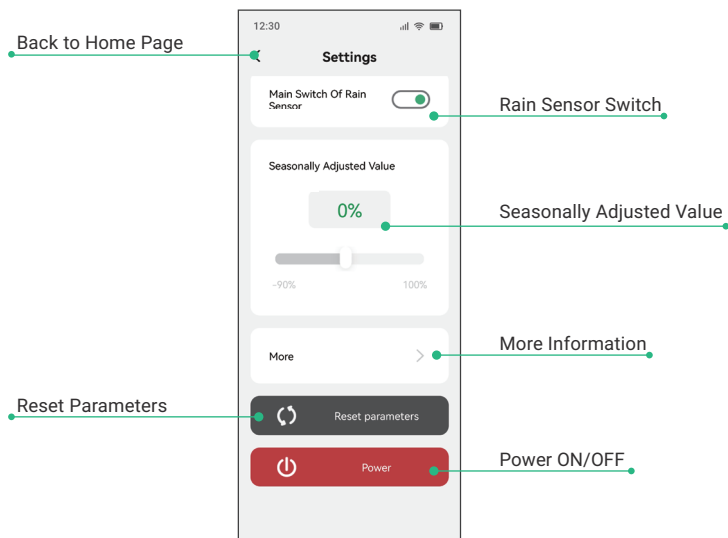 12:30
Back to Home Page
Settings
Main Switch Of Rain
Sensor
Rain Sensor Switch
Seasonally Adjusted Value
0%
Seasonally Adjusted Value
-90%
100%
More
More Information
Reset Parameters
Reset parameters
Power
Power ON/OFF